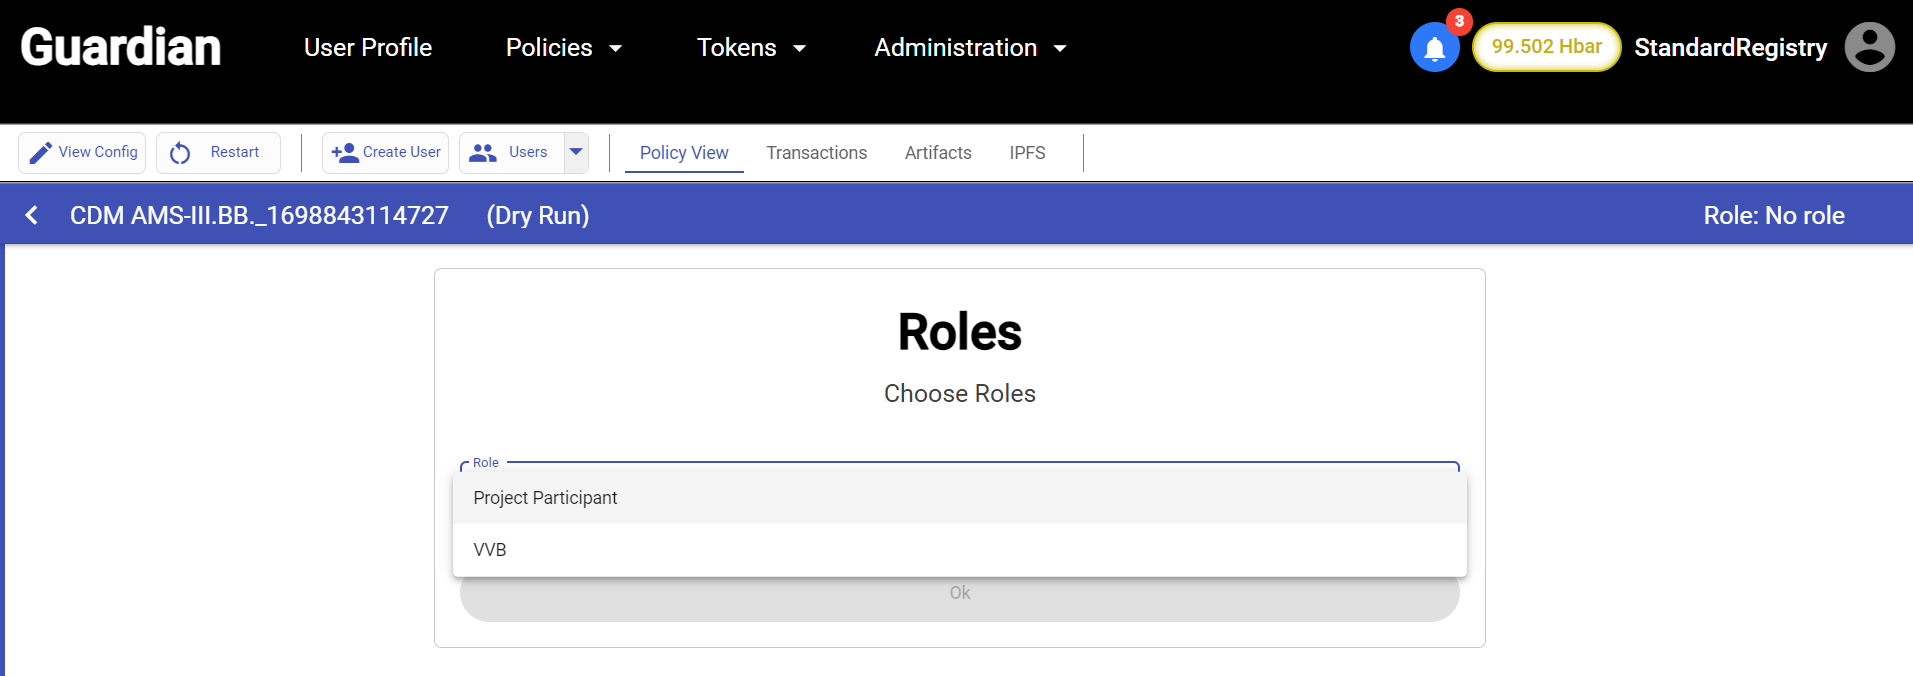 Guardian User Profile Policies Tokens Administration 3 99.502 Hbar StandardRegistry
View Config Restart Create User Users Policy View Transactions Artifacts IPFS
CDM AMS-III.BB._1698843114727 (Dry Run) Role: No role
Roles
Choose Roles
Role
Project Participant
VVB
Ok